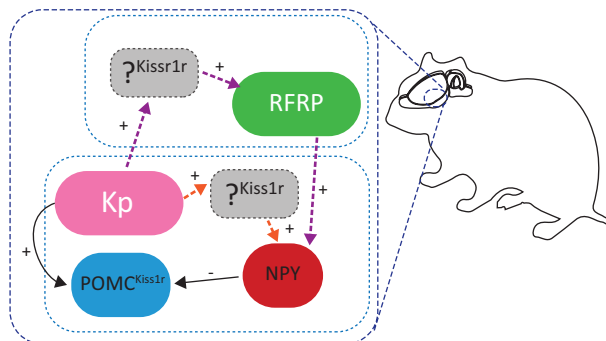 ?Kissr1r
+
RFRP
+
+
+
?Kiss1r
Kp
+
+
POMCKiss1r
-
NPY